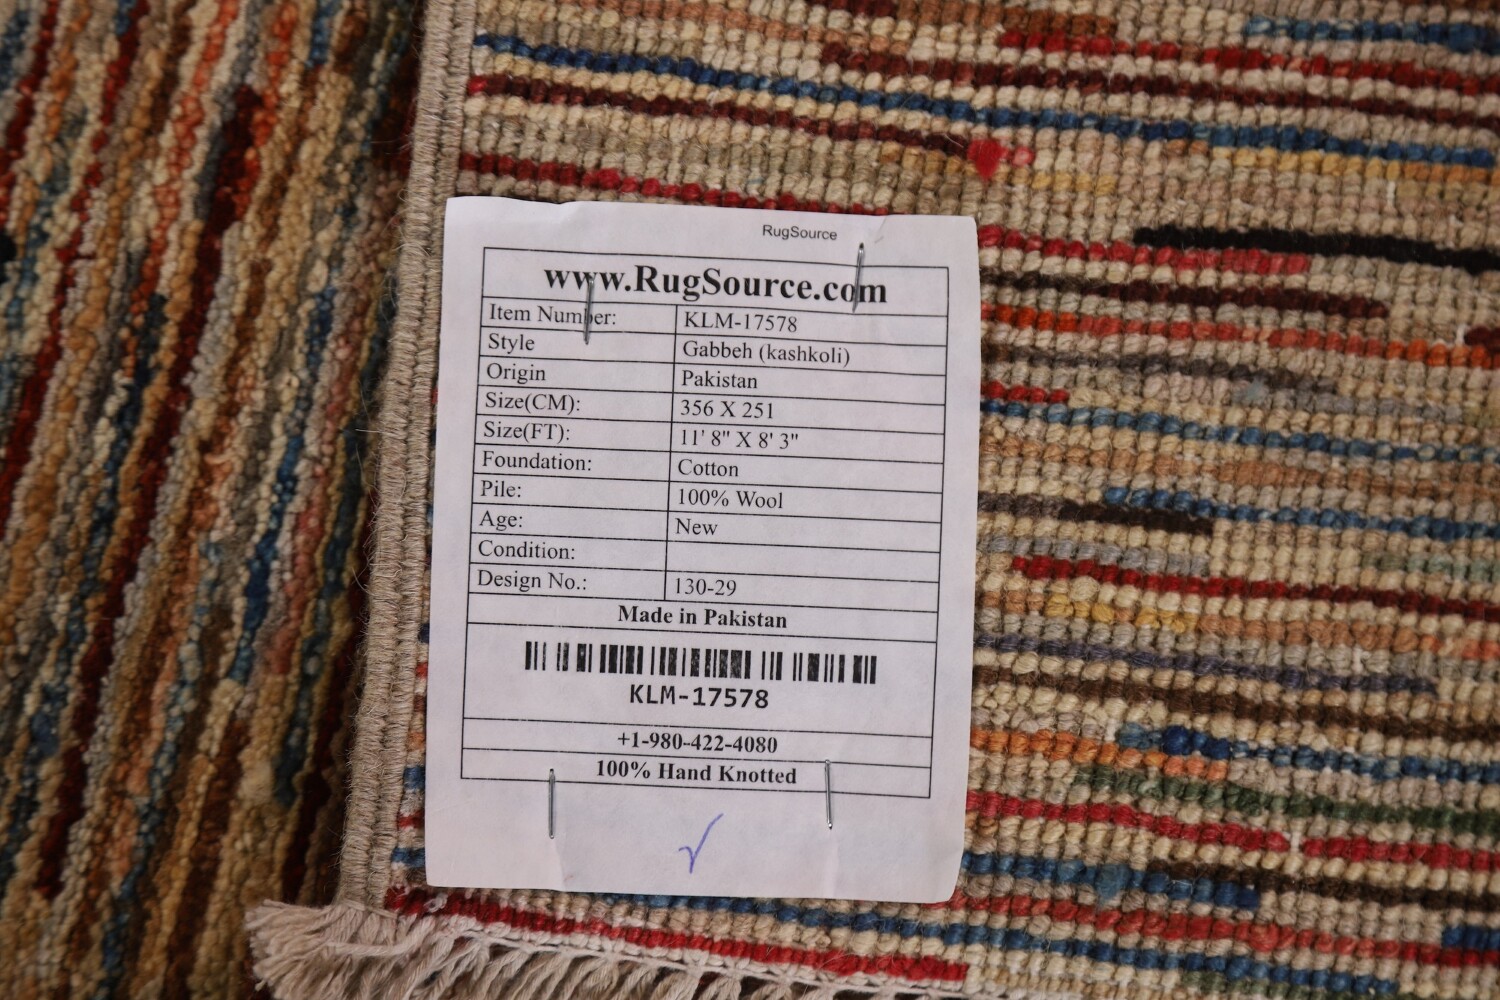 RugSource
www.RugSource.com
Item Number: KLM-17578
Style Gabbeh (kashkoli)
Origin Pakistan
Size(CM): 356 X 251
Size(FT): 11' 8" X 8' 3"
Foundation: Cotton
Pile: 100% Wool
Age: New
Condition:
Design No.: 130-29
Made in Pakistan
KLM-17578
+1-980-422-4080
100% Hand Knotted